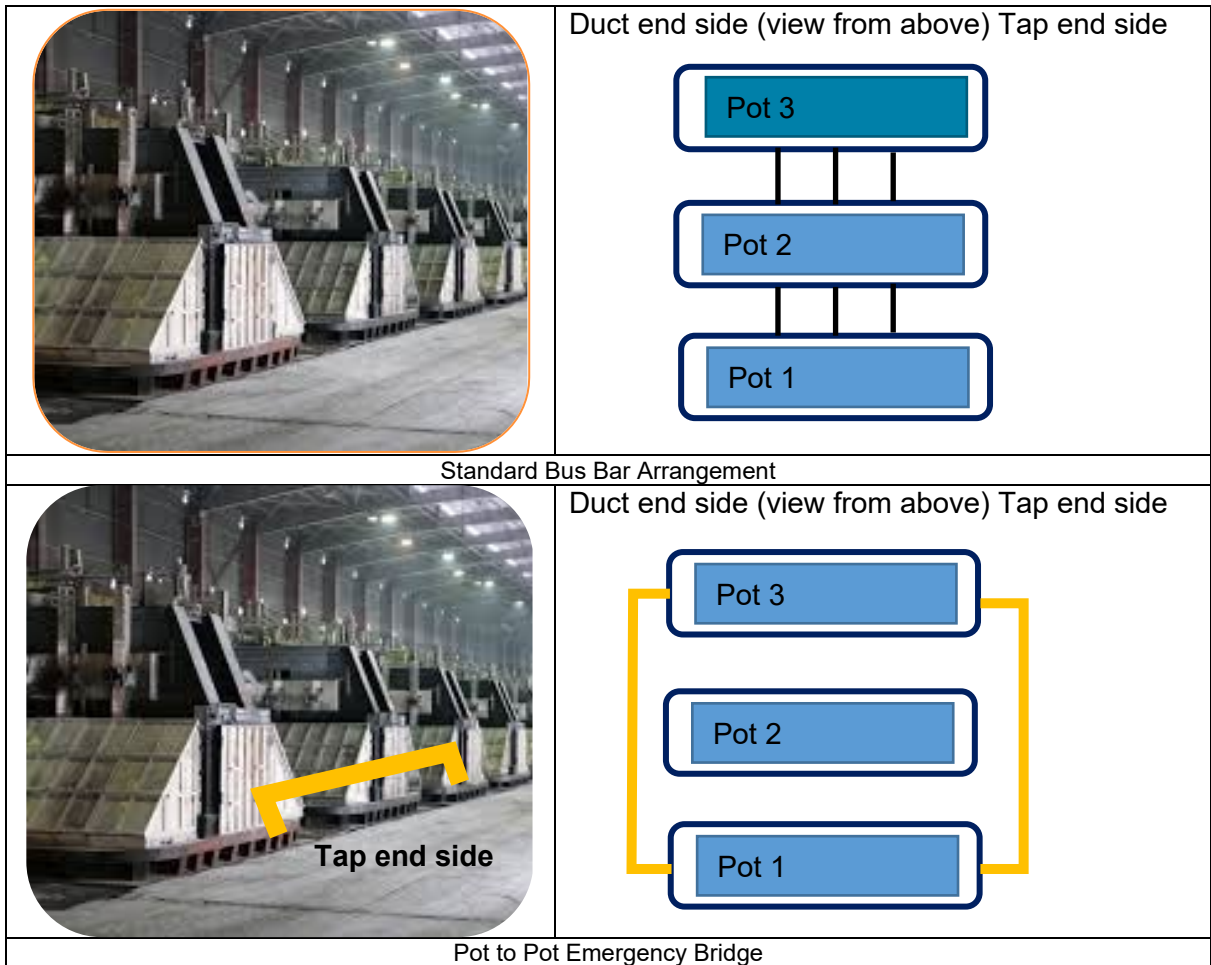 Duct end side (view from above) Tap end side
Pot 3
Pot 2
Pot 1
Standard Bus Bar Arrangement
Duct end side (view from above) Tap end side
Pot 3
Pot 2
Pot 1
Tap end side
Pot to Pot Emergency Bridge